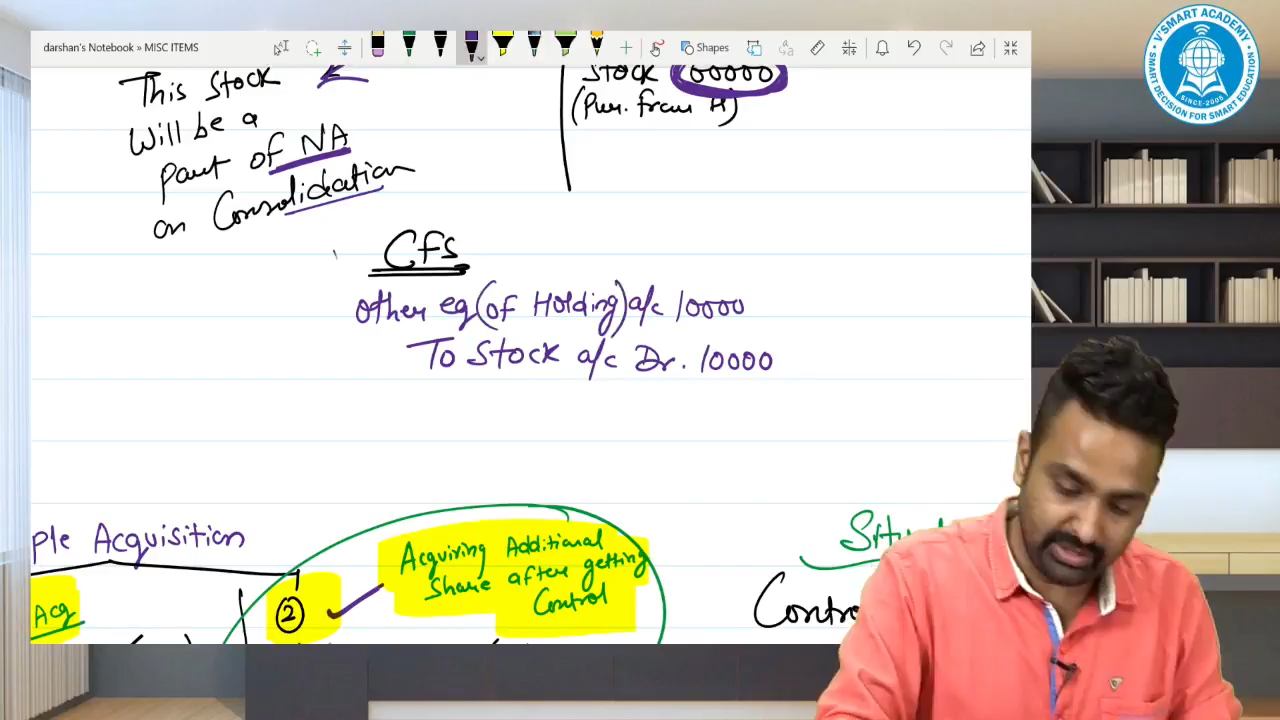 darshan's Notebook » MISC ITEMS
Shapes
V'SMART ACADEMY
SMART DECISION FOR SMART EDUCATION
SINCE-2005
This Stock
Will be a
part of NA
on Consolidation
Stock 00000
(Pur. from H)
CFS
Other eq (of Holding) a/c 10000
To Stock a/c Dr. 10000
ple Acquisition
Acq
2
Acquiring Additional
Share after getting
Control